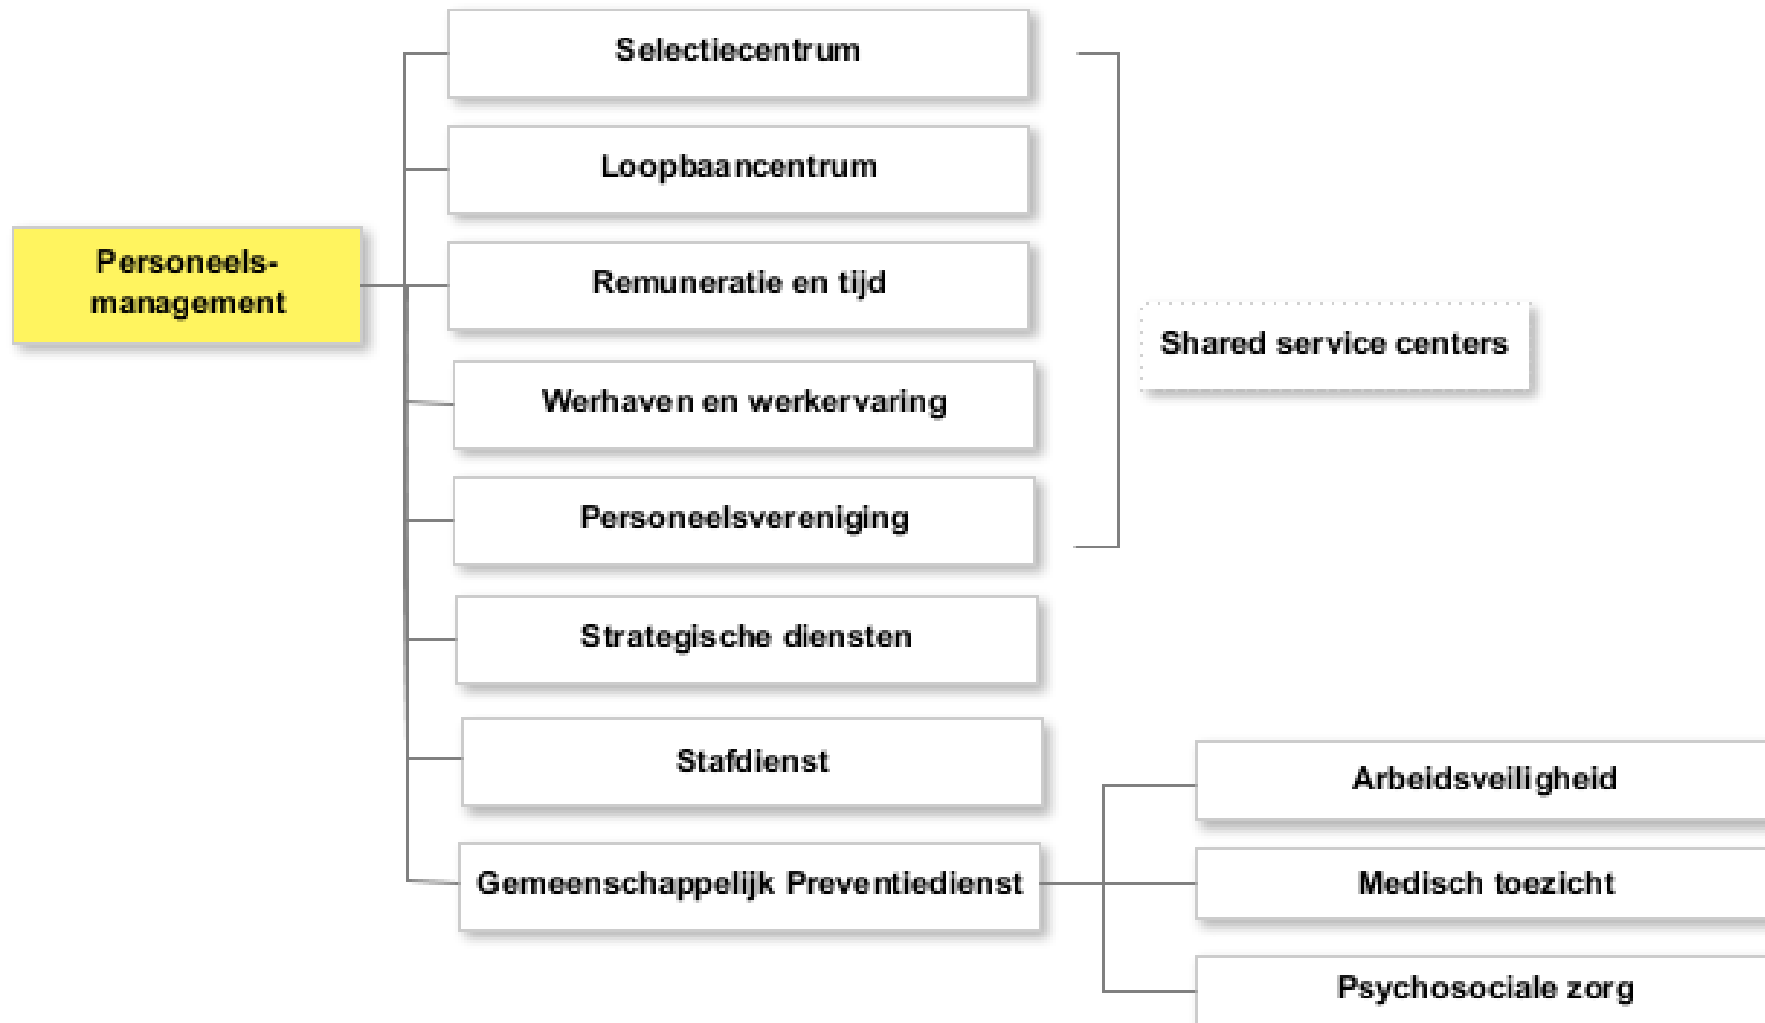 Selectiecentrum
Loopbaancentrum
Personeels-
management
Remuneratie en tijd
Shared service centers
Werhaven en werkervaring
Personeelsvereniging
Strategische diensten
Stafdienst
Arbeidsveiligheid
Gemeenschappelijk Preventiedienst
Medisch toezicht
Psychosociale zorg